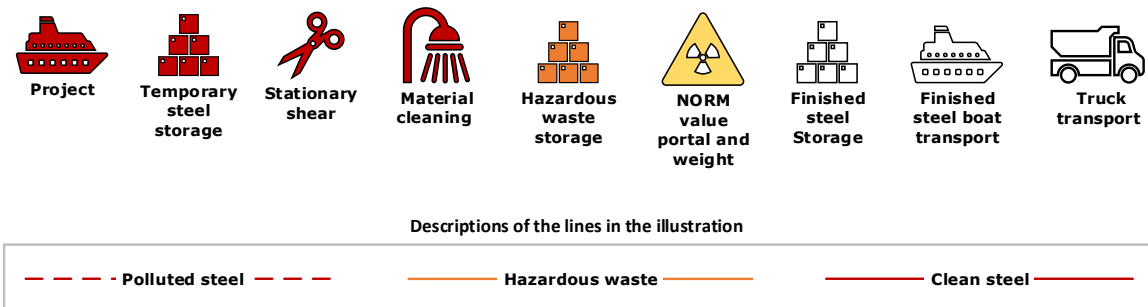 Project
Temporary
steel
storage
Stationary
shear
Material
cleaning
Hazardous
waste
storage
NORM
value
portal and
weight
Finished
steel
Storage
Finished
steel boat
transport
Truck
transport
Descriptions of the lines in the illustration
Polluted steel
Hazardous waste
Clean steel